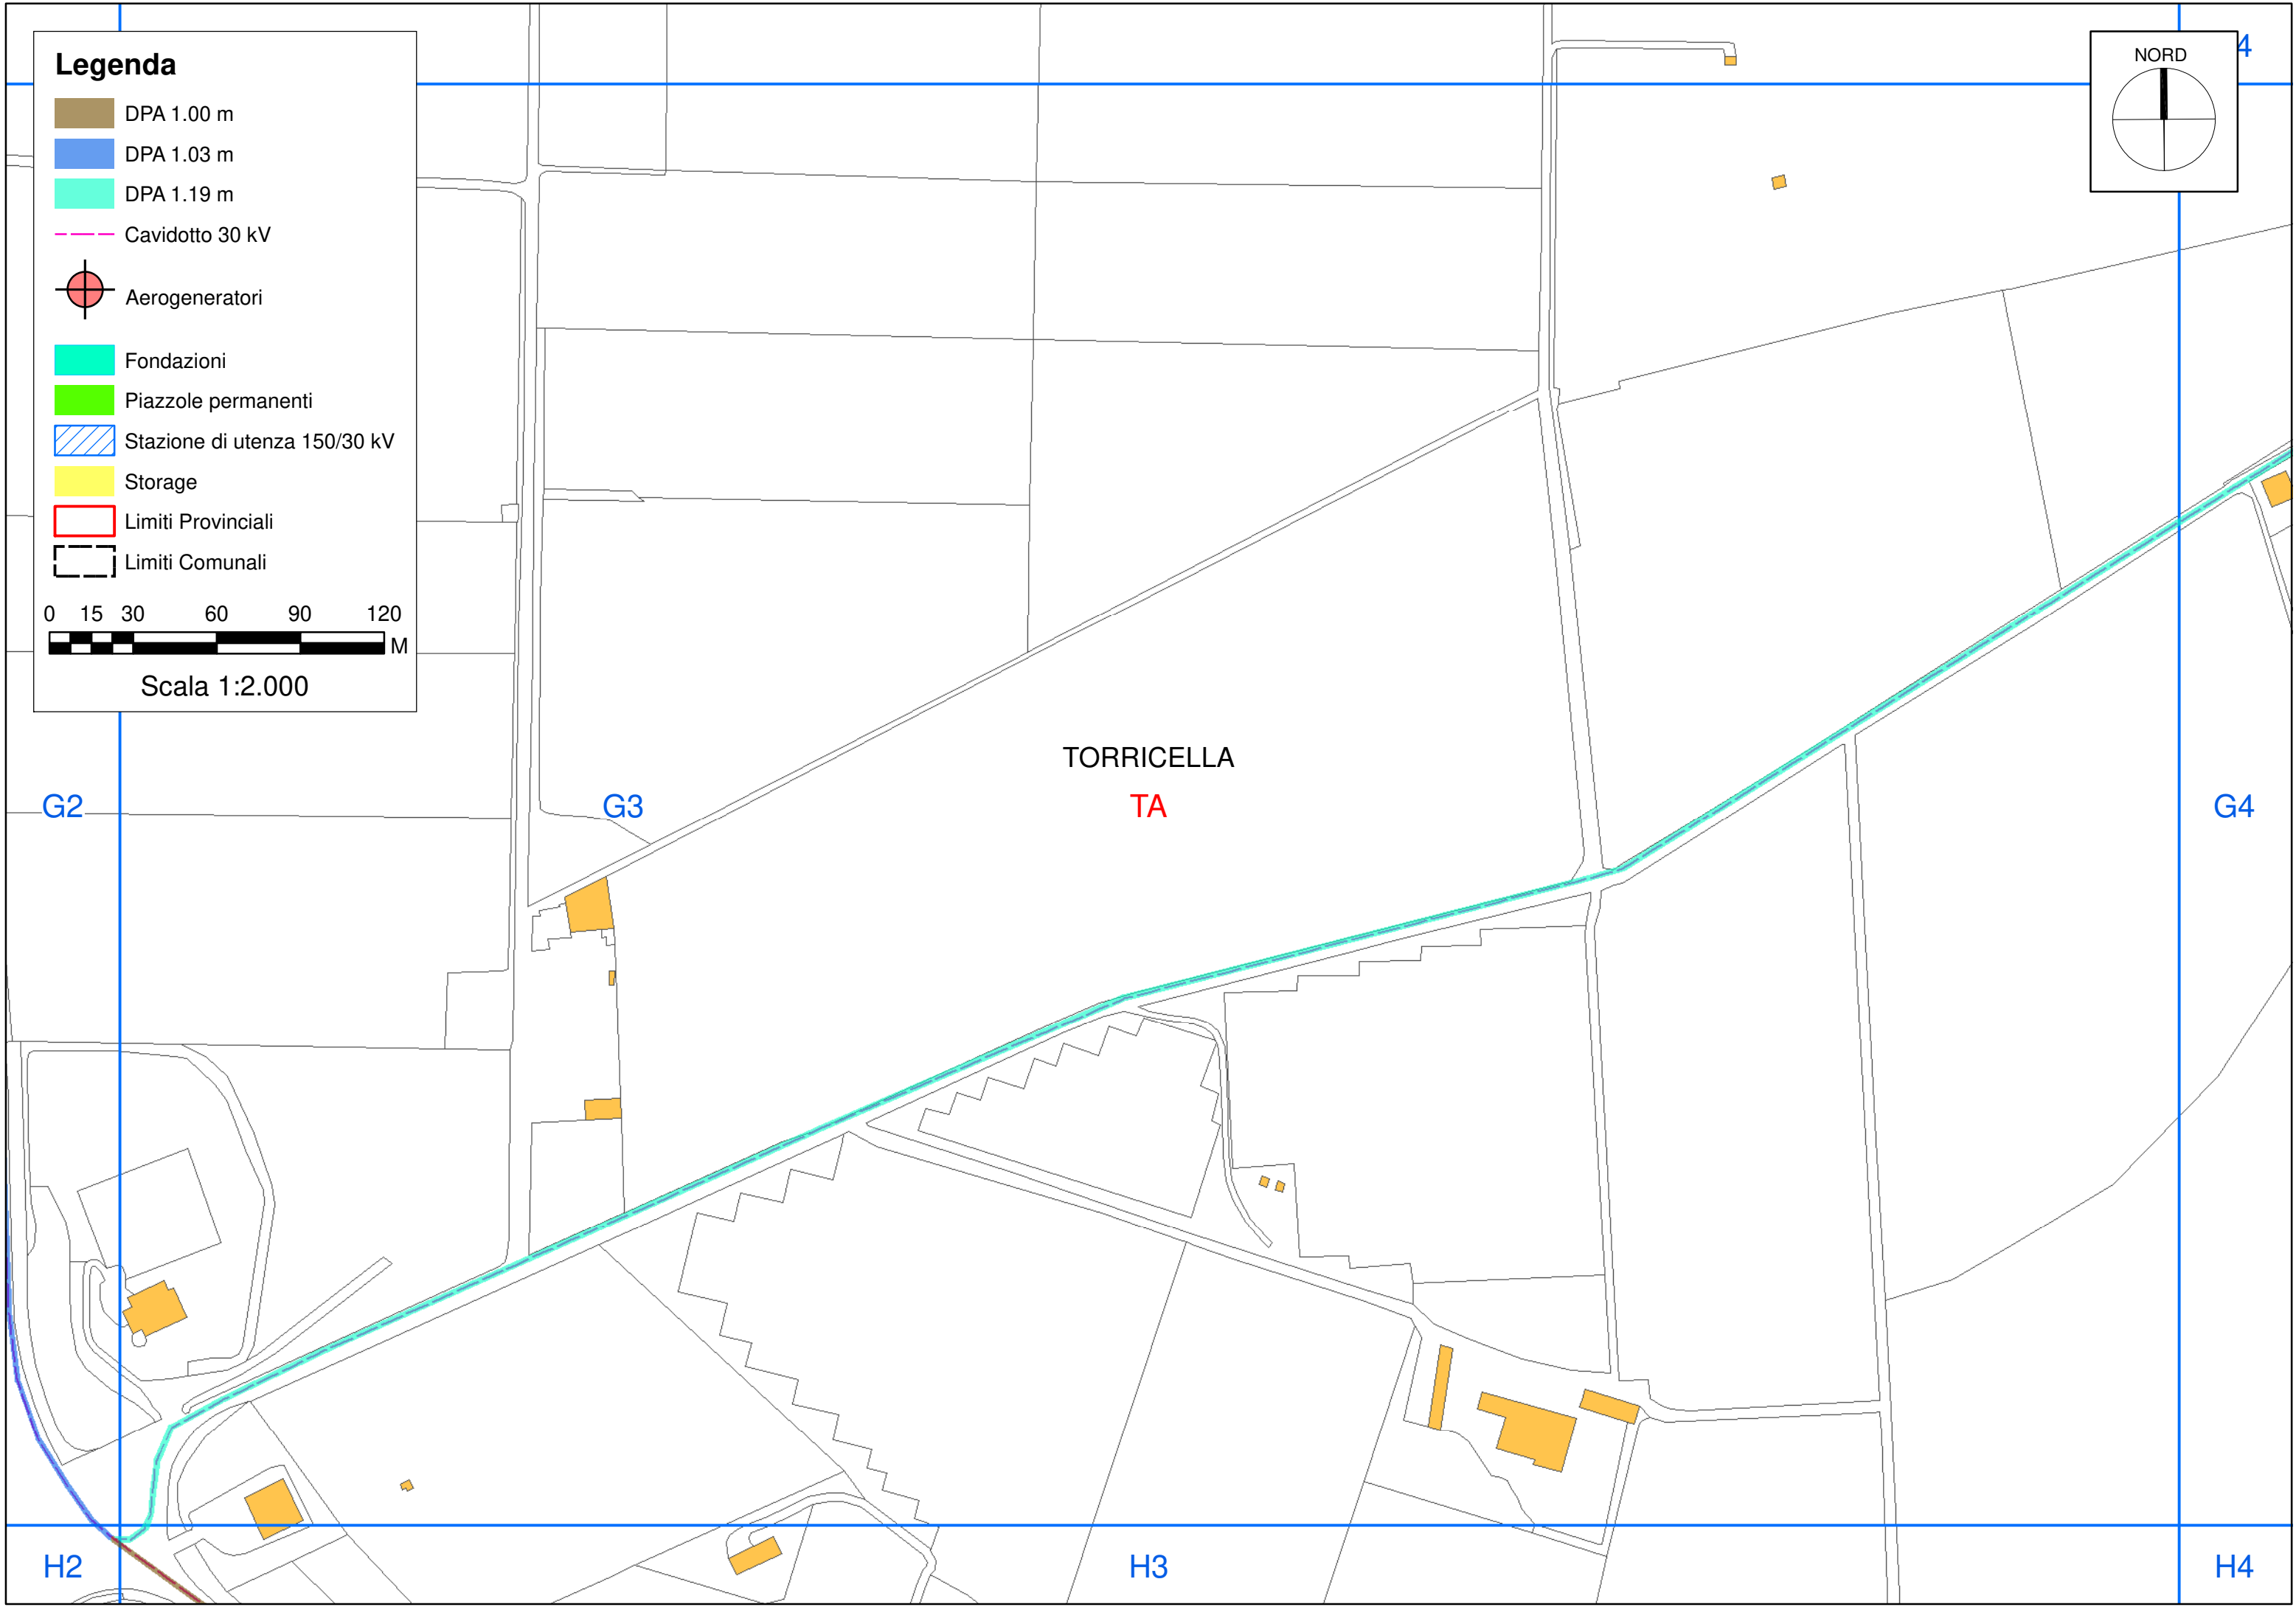 Legenda
DPA 1.00 m
DPA 1.03 m
DPA 1.19 m
Cavidotto 30 kV
Aerogeneratori
Fondazioni
Piazzole permanenti
Stazione di utenza 150/30 kV
Storage
Limiti Provinciali
Limiti Comunali
0 15 30 60 90 120
M
Scala 1:2.000
NORD
4
TORRICELLA
TA
G2
G3
G4
H2
H3
H4